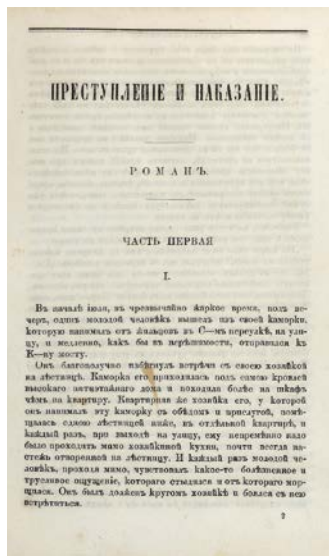 ПРЕСТУПЛЕНІЕ И НАКАЗАНІЕ.
РОМАНЪ.
ЧАСТЬ ПЕРВАЯ
I.
Въ началѣ іюля, въ чрезвычайно жаркое время, подъ ве-
черъ, одинъ молодой человѣкъ вышелъ изъ своей каморки,
которую нанималъ отъ жильцовъ въ С—мъ переулкѣ, на ули-
цу, и медленно, какъ бы въ нерѣшимости, отправился къ
К—ну мосту.
Онъ благополучно избѣгнулъ встрѣчи съ своею хозяйкой
на лѣстницѣ. Каморка его приходилась подъ самою кровлей
высокаго пятиэтажнаго дома и походила болѣе на шкафъ
чѣмъ на квартиру. Квартирная же хозяйка его, у которой
онъ нанималъ эту каморку съ обѣдомъ и прислугой, помѣ-
щалась одною лѣстницей ниже, въ отдѣльной квартирѣ, и
каждый разъ, при выходѣ на улицу, ему непремѣнно надо
было проходить мимо хозяйкиной кухни, почти всегда на-
стежь отворенной на лѣстницу. И каждый разъ молодой че-
ловѣкъ, проходя мимо, чувствовалъ какое-то болѣзненное и
трусливое ощущеніе, котораго стыдился и отъ котораго мор-
щился. Онъ былъ долженъ кругомъ хозяйкѣ и боялся съ нею
встрѣтиться.